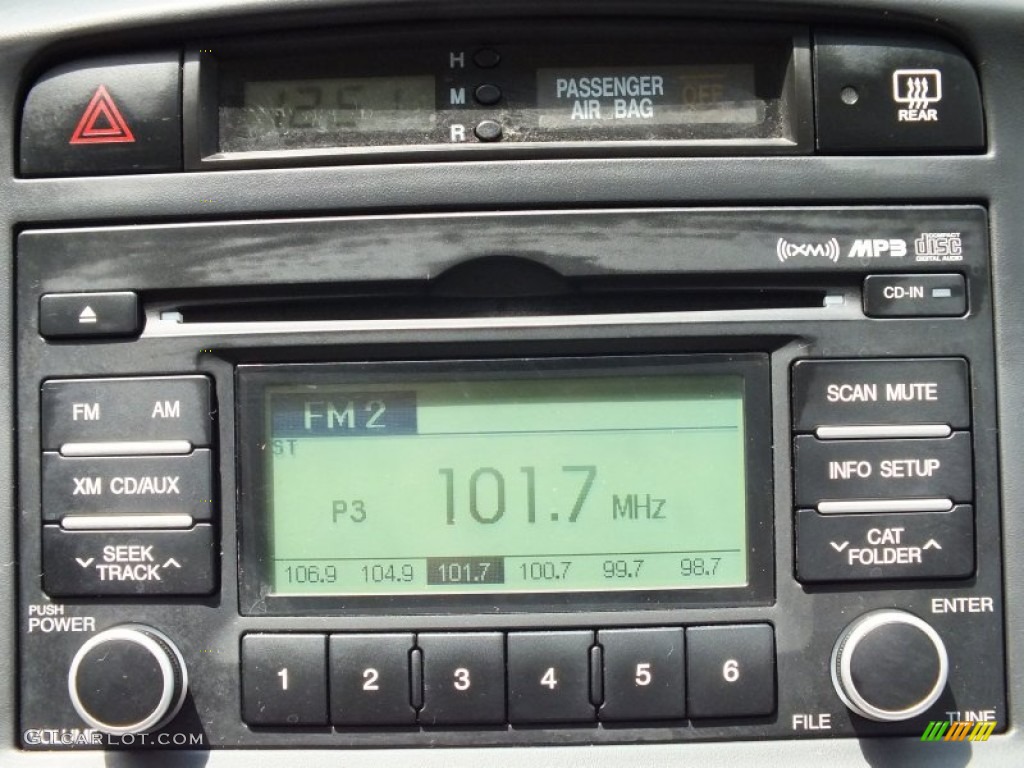 H
M
R
PASSENGER
AIR BAG
OFF
REAR
XM MP3 COMPACT disc DIGITAL AUDIO
CD-IN
FM AM
XM CD/AUX
SEEK
TRACK
FM 2
ST
P3 101.7 MHz
106.9 104.9 101.7 100.7 99.7 98.7
SCAN MUTE
INFO SETUP
CAT
FOLDER
PUSH
POWER
ENTER
1 2 3 4 5 6
FILE
TUNE
GTCARLOT.COM